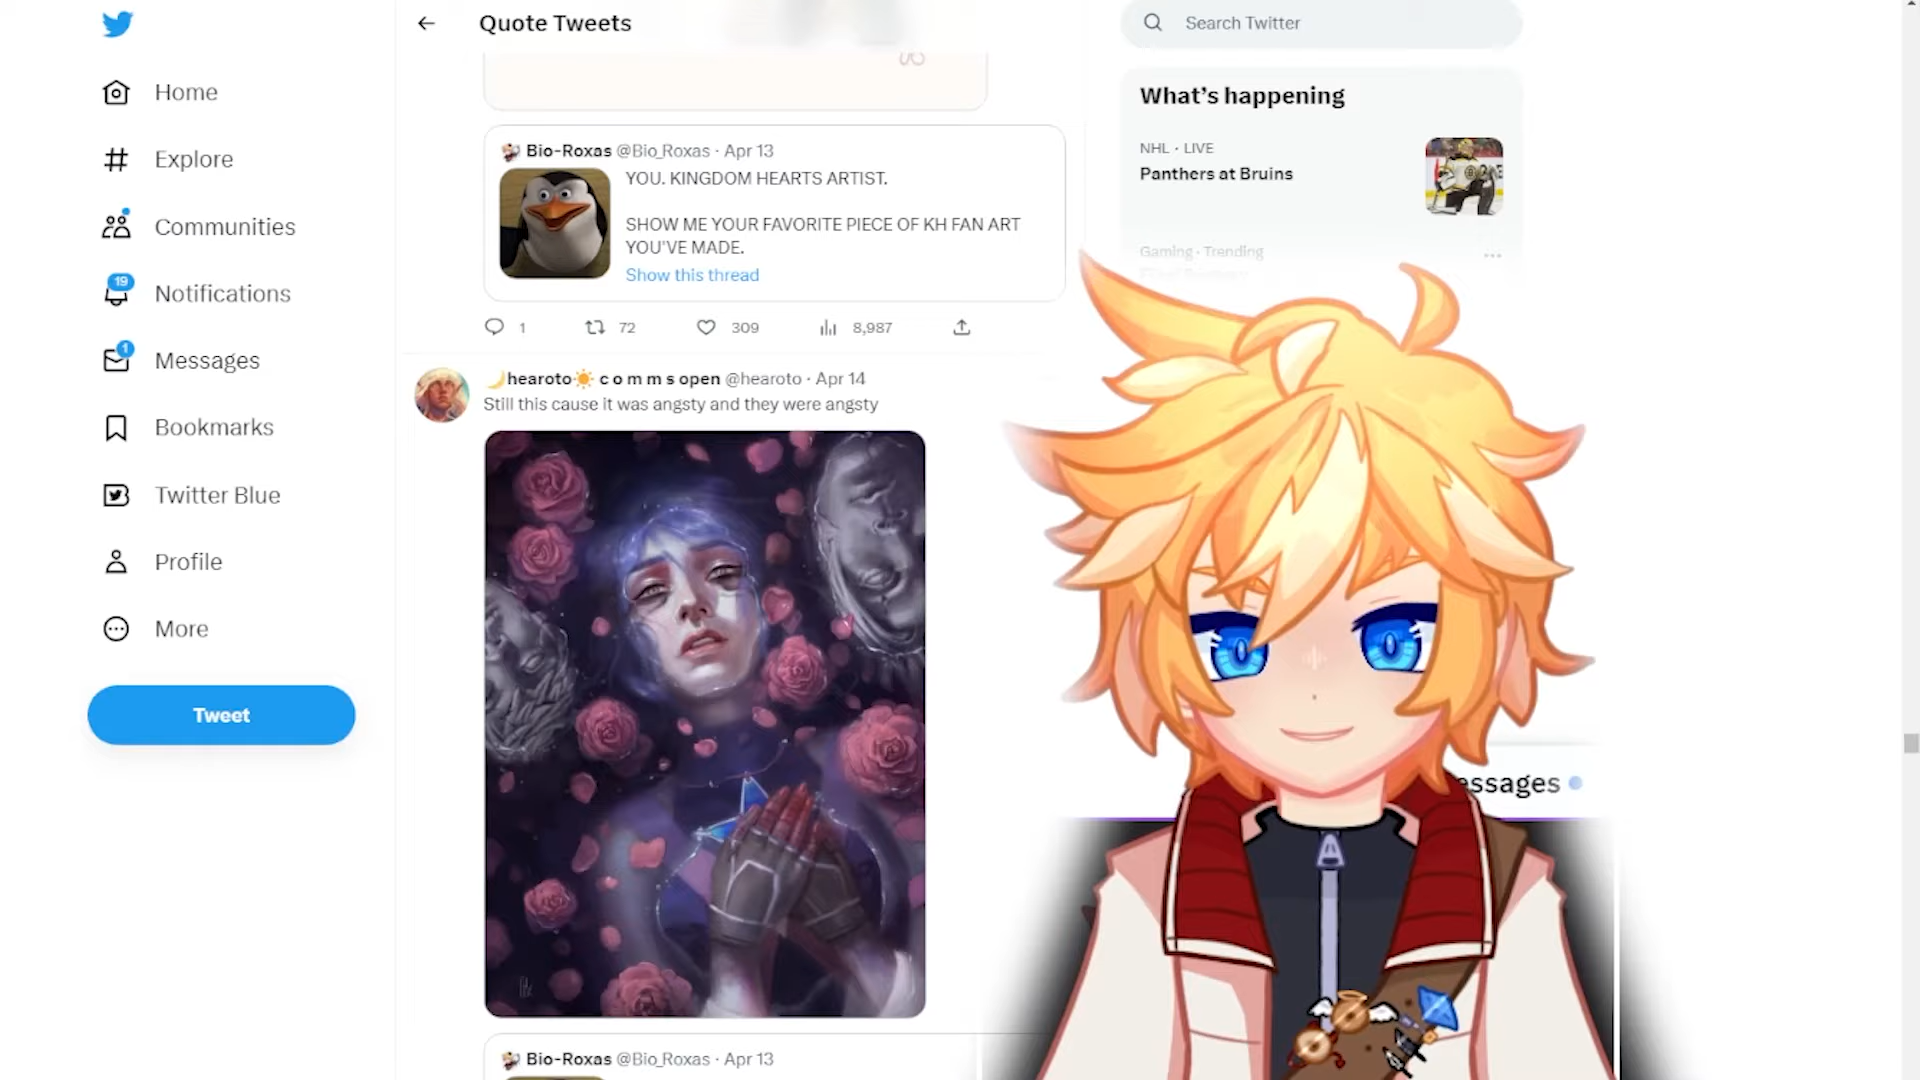 Home
Explore
Communities
19
Notifications
1
Messages
Bookmarks
Twitter Blue
Profile
More
Tweet
Quote Tweets
Bio-Roxas @Bio_Roxas · Apr 13
YOU. KINGDOM HEARTS ARTIST.
SHOW ME YOUR FAVORITE PIECE OF KH FAN ART
YOU'VE MADE.
Show this thread
1 72 309 8,987
🌙hearoto☀️ c o m m s open @hearoto · Apr 14
Still this cause it was angsty and they were angsty
Bio-Roxas @Bio_Roxas · Apr 13
Search Twitter
What's happening
NHL · LIVE
Panthers at Bruins
Gaming · Trending
essages